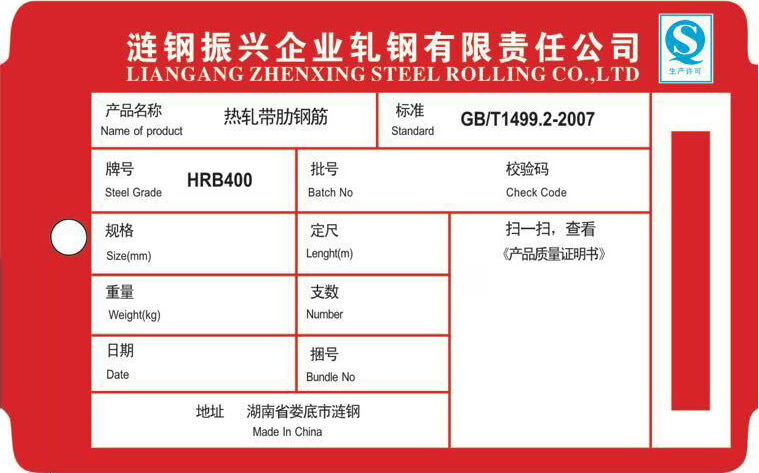 涟钢振兴企业轧钢有限责任公司
LIANGANG ZHENXING STEEL ROLLING CO.,LTD
QS
生产许可
产品名称
Name of product
热轧带肋钢筋
标准
Standard
GB/T1499.2-2007
牌号
Steel Grade
HRB400
批号
Batch No
校验码
Check Code
规格
Size(mm)
定尺
Lenght(m)
扫一扫，查看
《产品质量证明书》
重量
Weight(kg)
支数
Number
日期
Date
捆号
Bundle No
地址 湖南省娄底市涟钢
Made In China